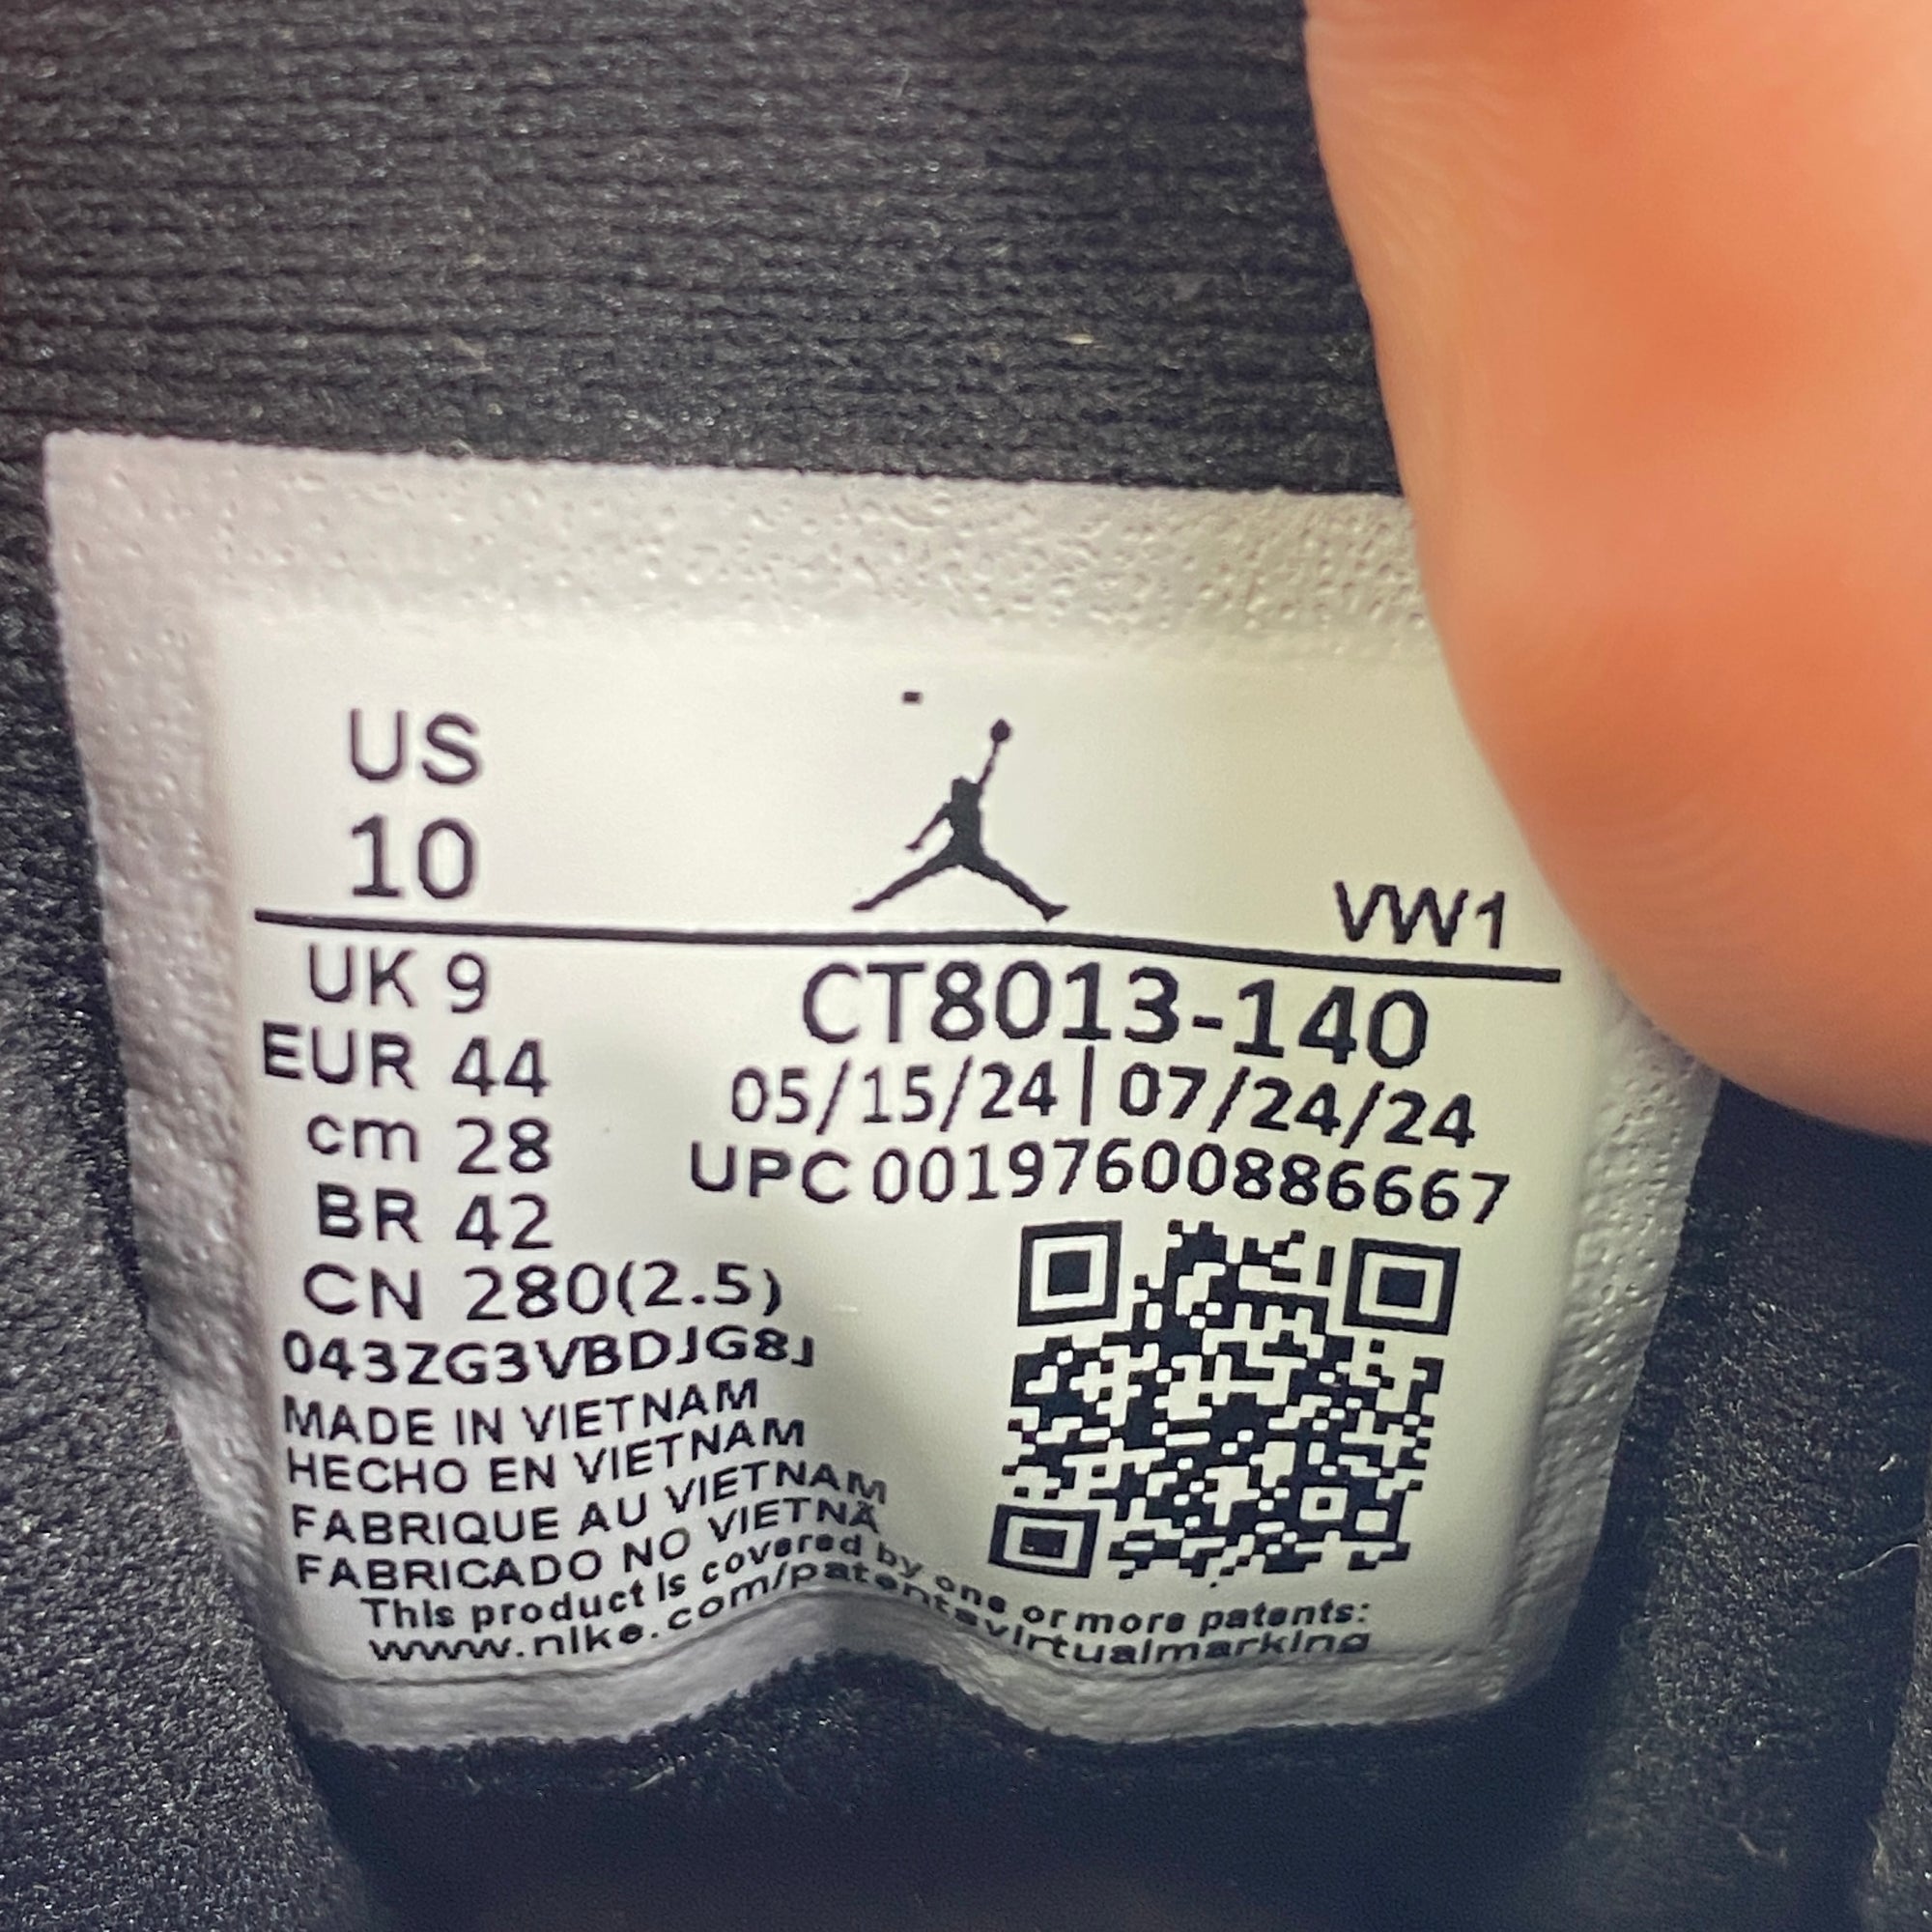 US
10
VW1
UK 9
EUR 44
cm 28
BR 42
CN 280(2.5)
CT8013-140
05/15/24 | 07/24/24
UPC 00197600886667
043ZG3VBDJG8J
MADE IN VIETNAM
HECHO EN VIETNAM
FABRIQUE AU VIETNAM
FABRICADO NO VIETNÃ
This product is covered by one or more patents:
www.nike.com/patentsvirtualmarking